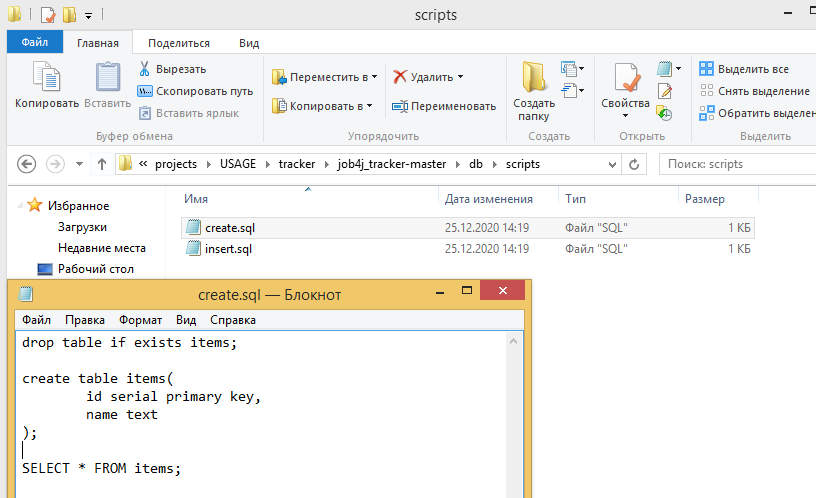 scripts
Файл Главная Поделиться Вид
Копировать
Вставить
Вырезать
Скопировать путь
Вставить ярлык
Буфер обмена
Переместить в
Копировать в
Удалить
Переименовать
Упорядочить
Создать
папку
Создать
Свойства
Открыть
Выделить все
Снять выделение
Обратить выделен
Выделить
« projects USAGE tracker job4j_tracker-master db scripts
Поиск: scripts
Избранное
Загрузки
Недавние места
Рабочий стол
Имя Дата изменения Тип Размер
create.sql 25.12.2020 14:19 Файл "SQL" 1 КБ
insert.sql 25.12.2020 14:19 Файл "SQL" 1 КБ
create.sql — Блокнот
Файл Правка Формат Вид Справка
drop table if exists items;
create table items(
id serial primary key,
name text
);
SELECT * FROM items;